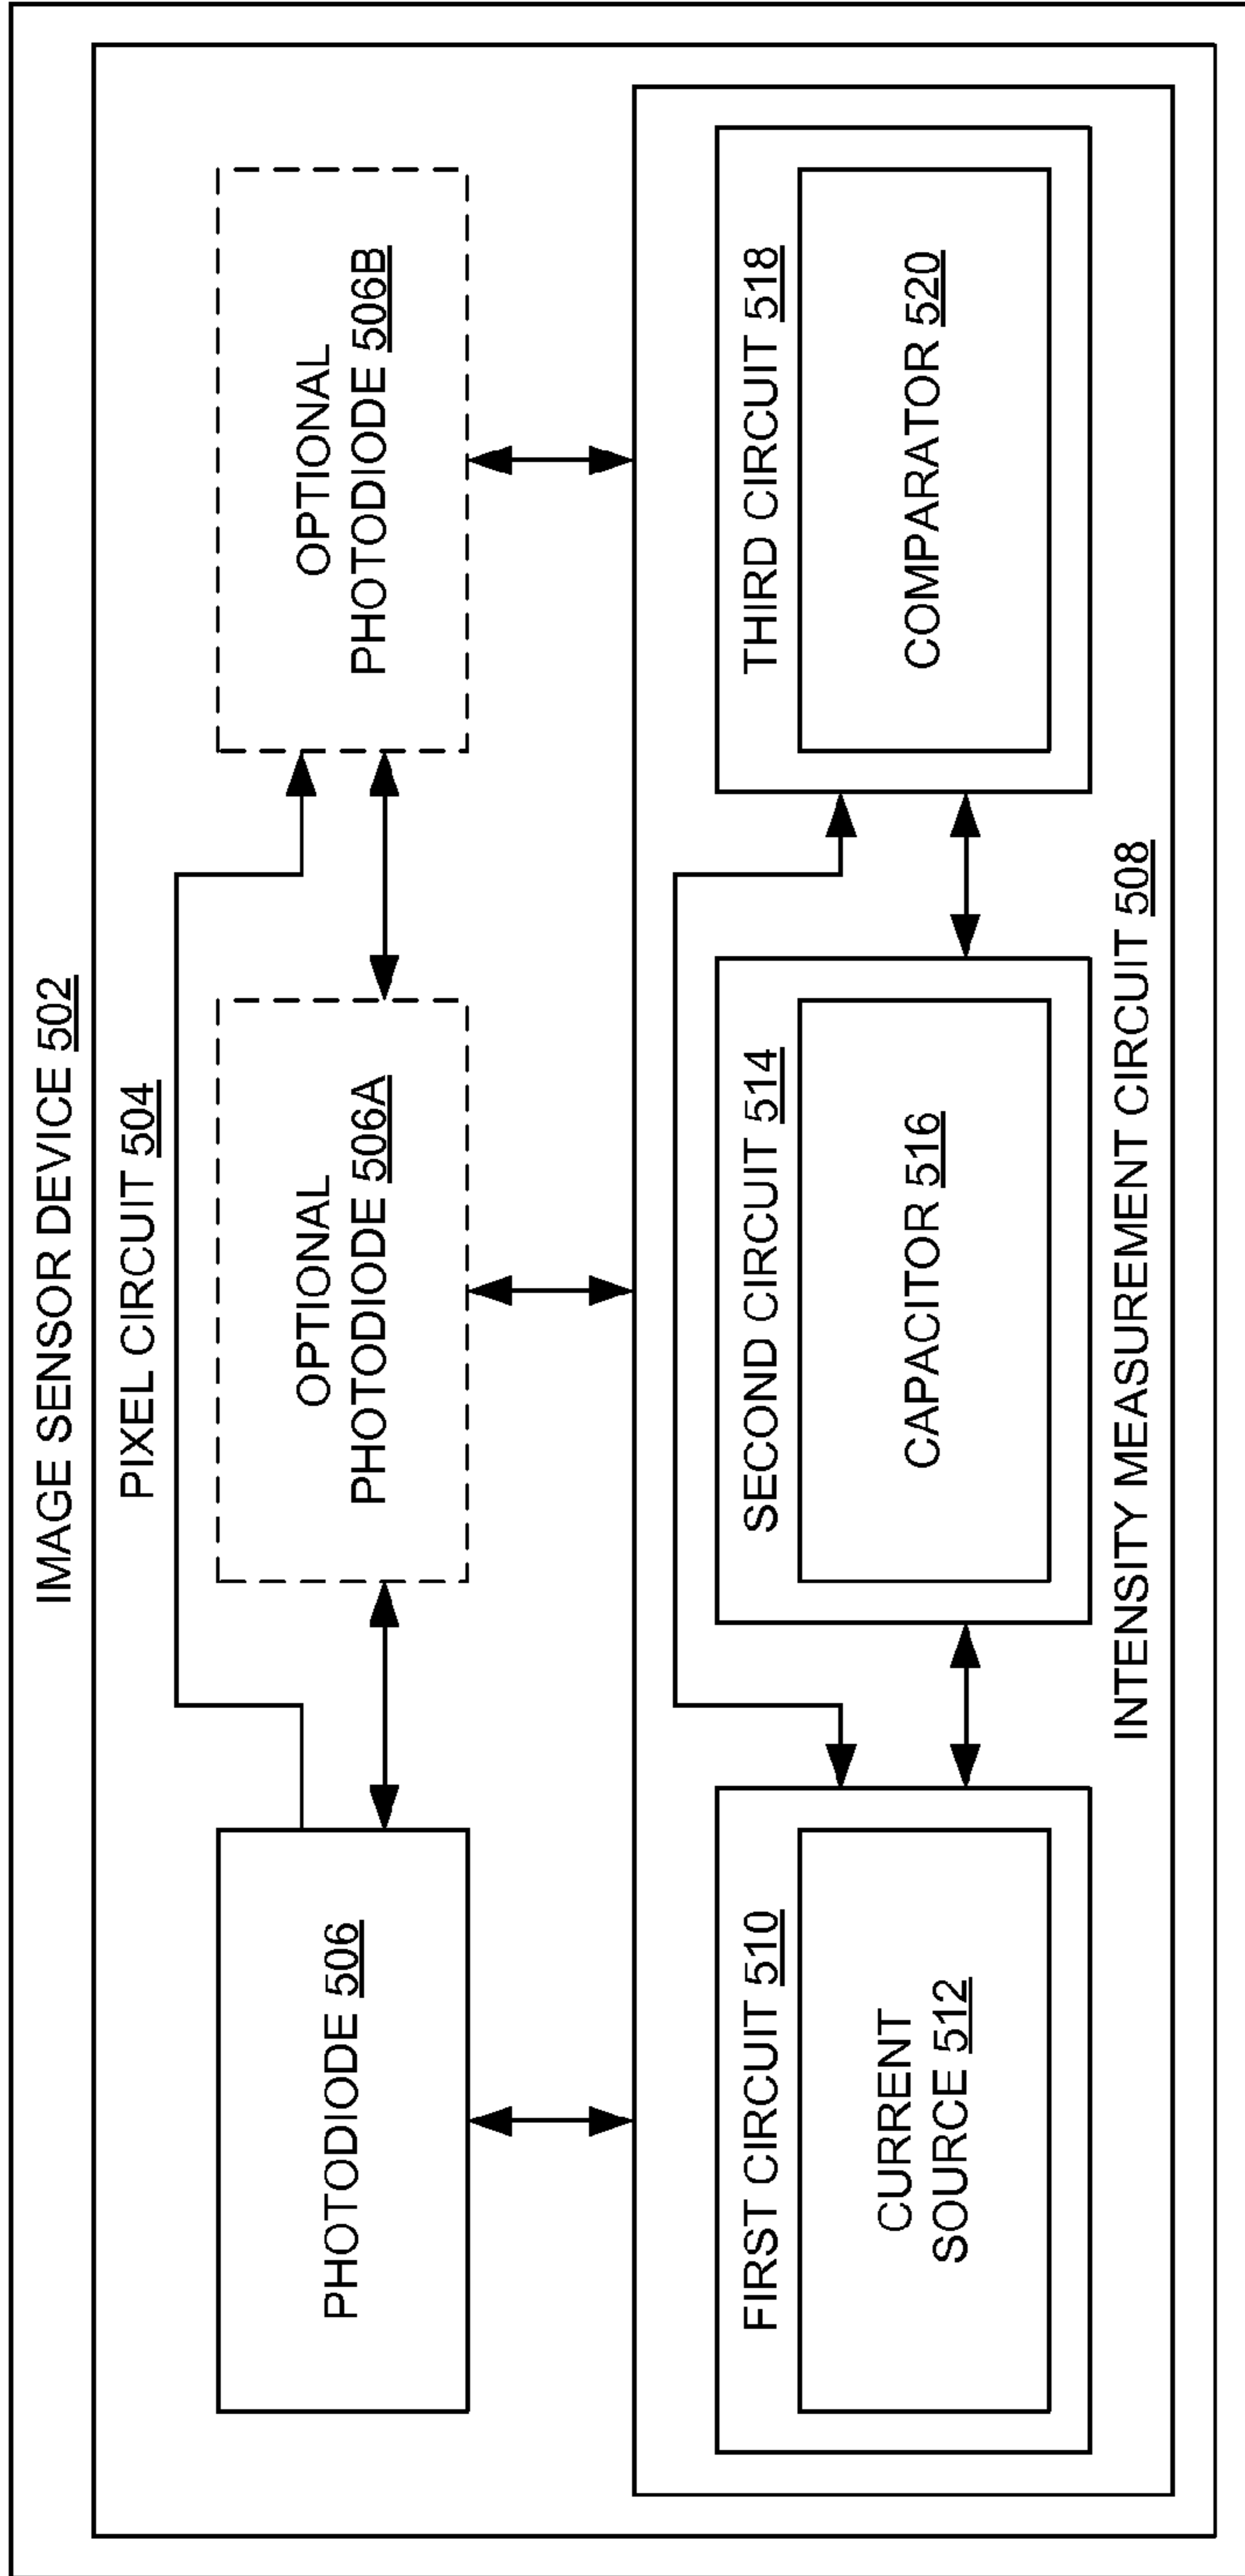 IMAGE SENSOR DEVICE 502
PIXEL CIRCUIT 504
PHOTODIODE 506
OPTIONAL
PHOTODIODE 506A
OPTIONAL
PHOTODIODE 506B
FIRST CIRCUIT 510
CURRENT
SOURCE 512
SECOND CIRCUIT 514
CAPACITOR 516
THIRD CIRCUIT 518
COMPARATOR 520
INTENSITY MEASUREMENT CIRCUIT 508